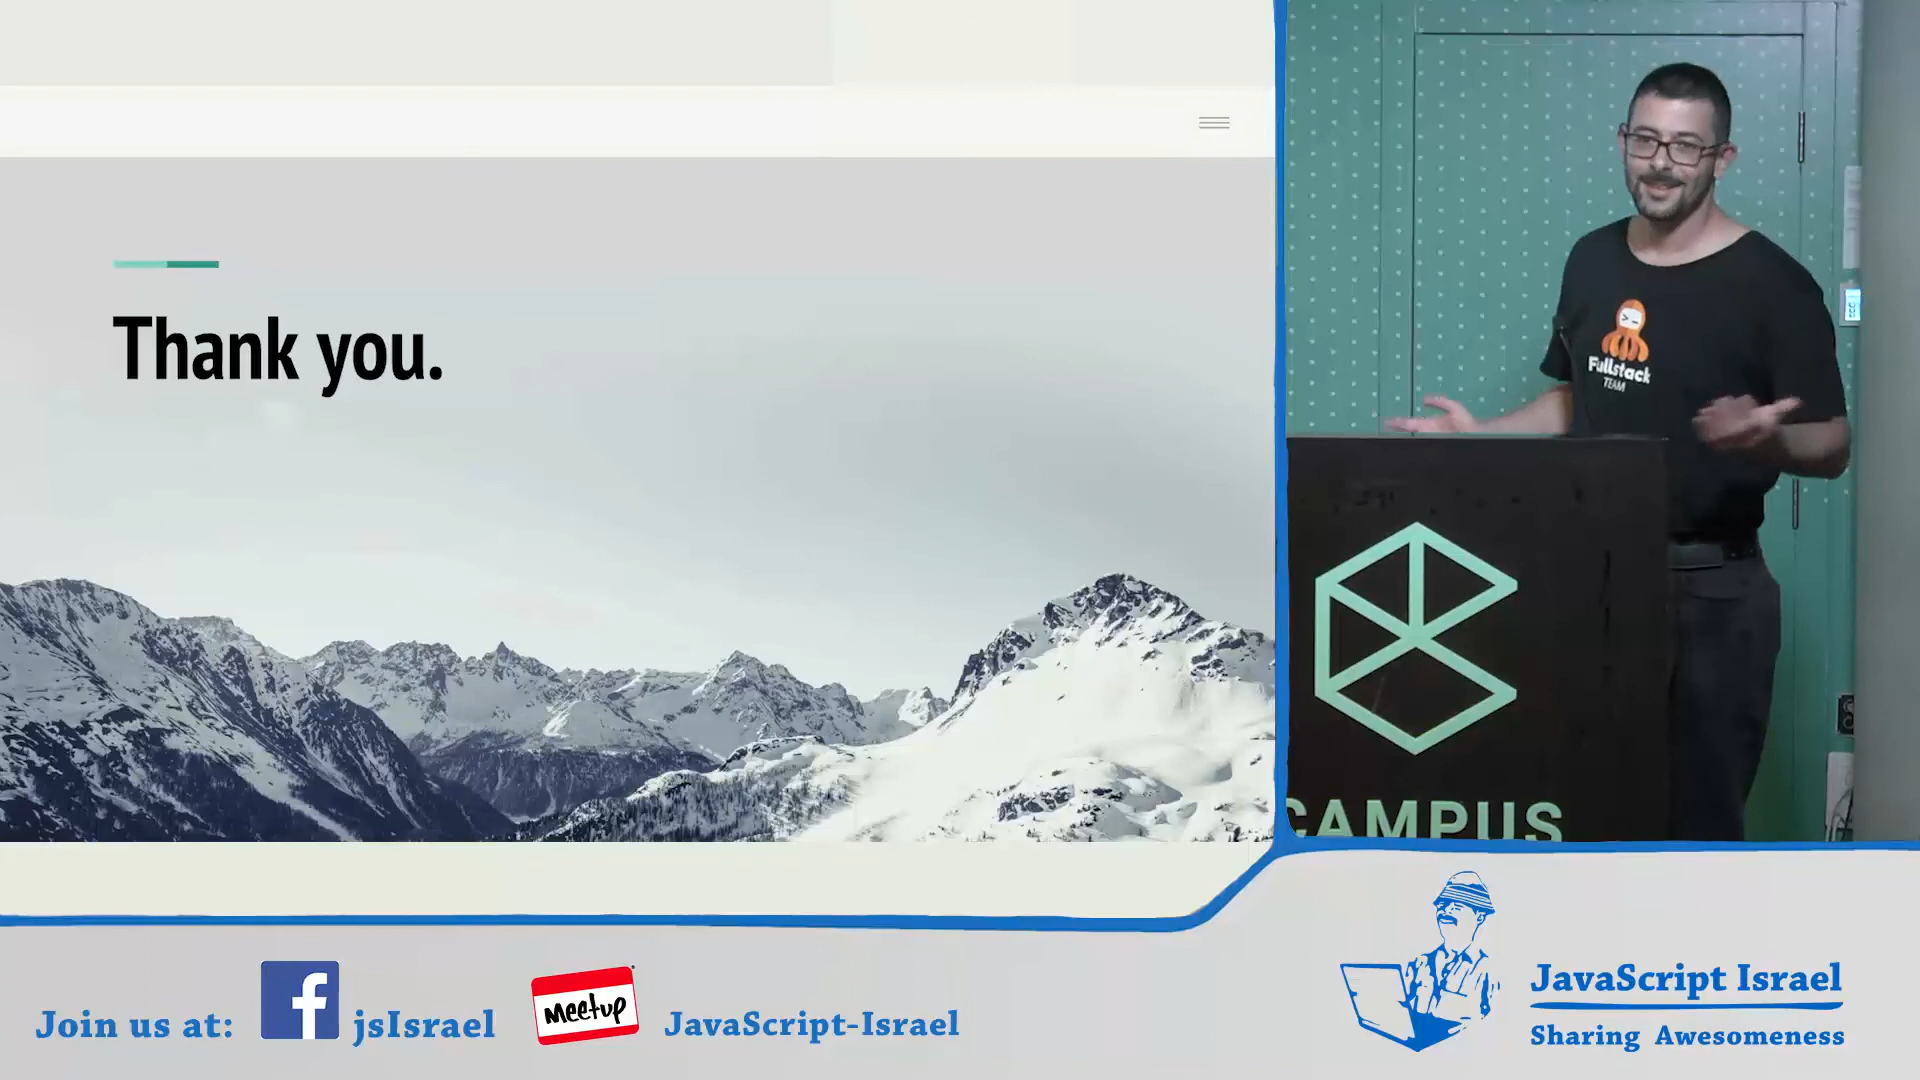 Thank you.
Fullstack
TEAM
CAMPUS
Join us at:
f
jsIsrael
Meetup
JavaScript-Israel
JavaScript Israel
Sharing Awesomeness